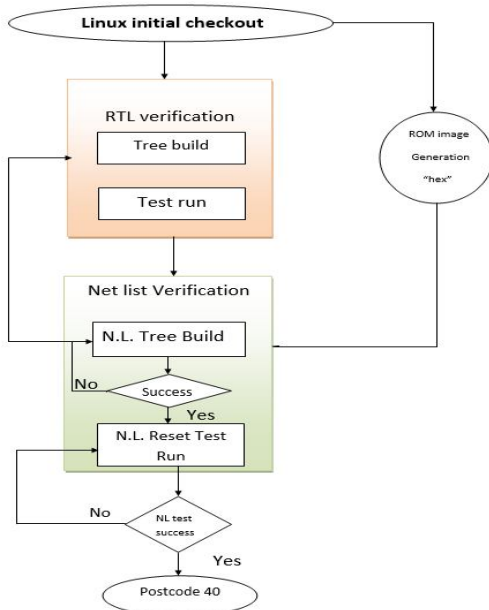 Linux initial checkout
RTL verification
Tree build
Test run
ROM image
Generation
“hex”
Net list Verification
N.L. Tree Build
No
Success
Yes
N.L. Reset Test
Run
No
NL test
success
Yes
Postcode 40